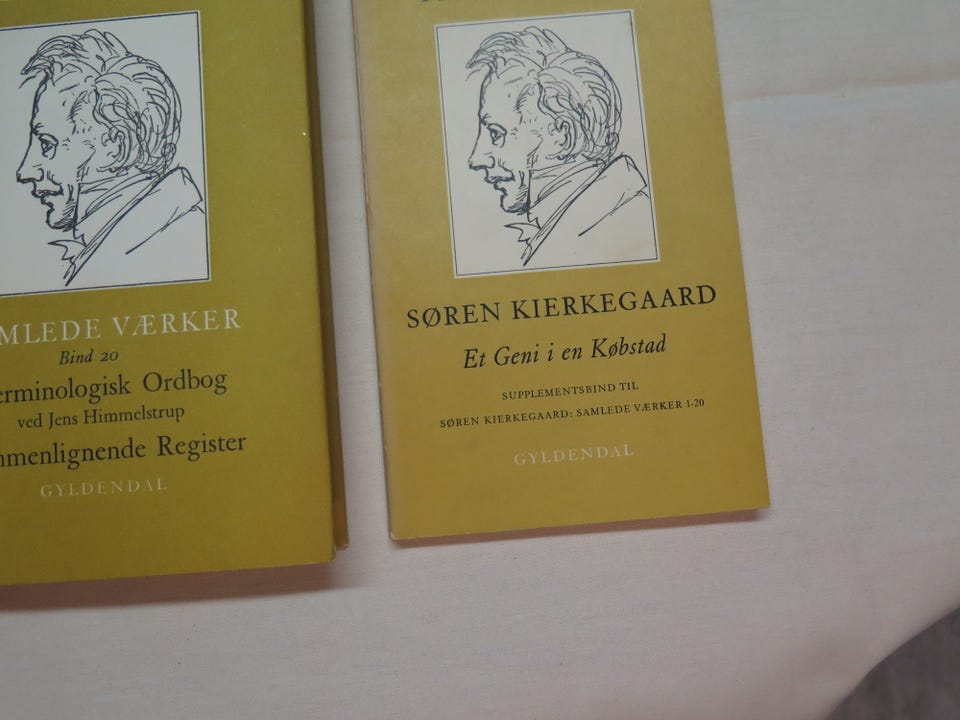 MLEDE VÆRKER
Bind 20
erminologisk Ordbog
ved Jens Himmelstrup
menlignende Register
GYLDENDAL
SØREN KIERKEGAARD
Et Geni i en Købstad
SUPPLEMENTSBIND TIL
SØREN KIERKEGAARD: SAMLEDE VÆRKER 1-20
GYLDENDAL